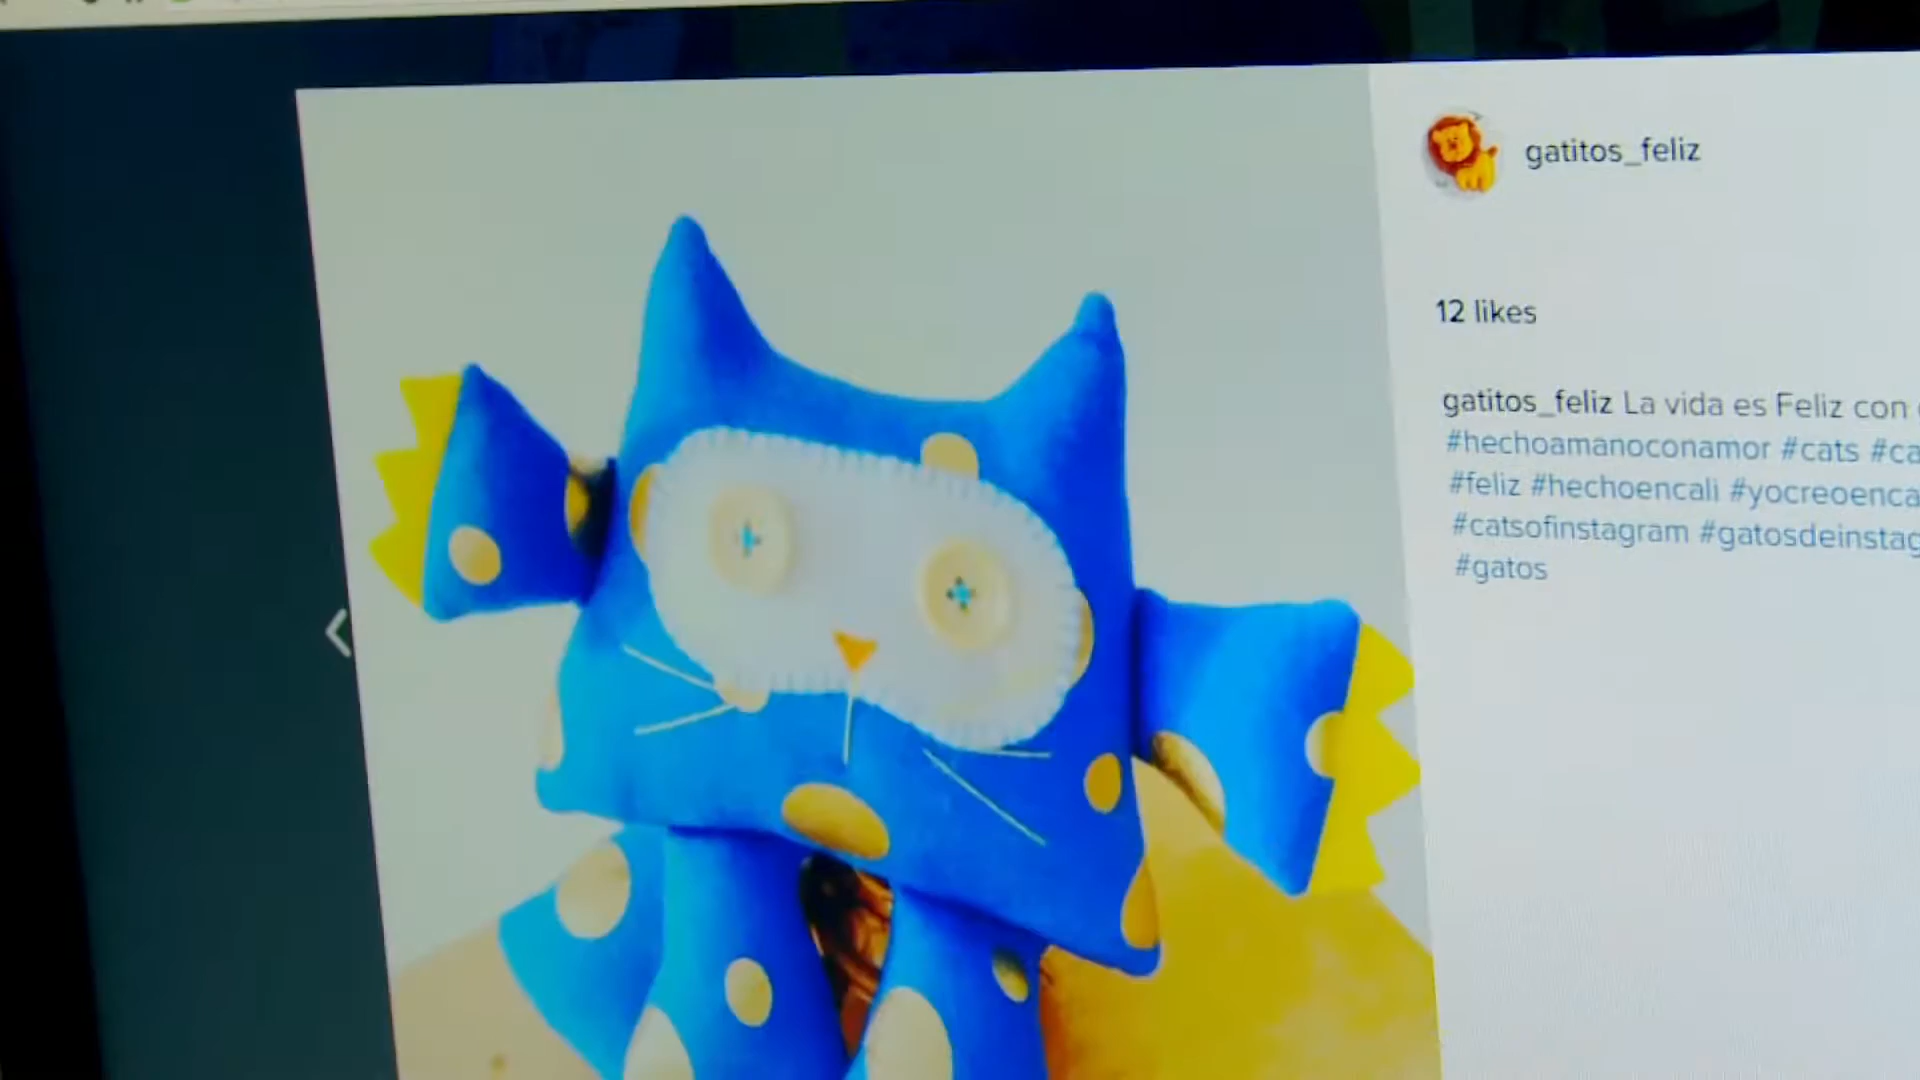 gatitos_feliz
12 likes
gatitos_feliz La vida es Feliz con
#hechoamanoconamor #cats
#feliz #hechoencali
#catsofinstagram
#gatos